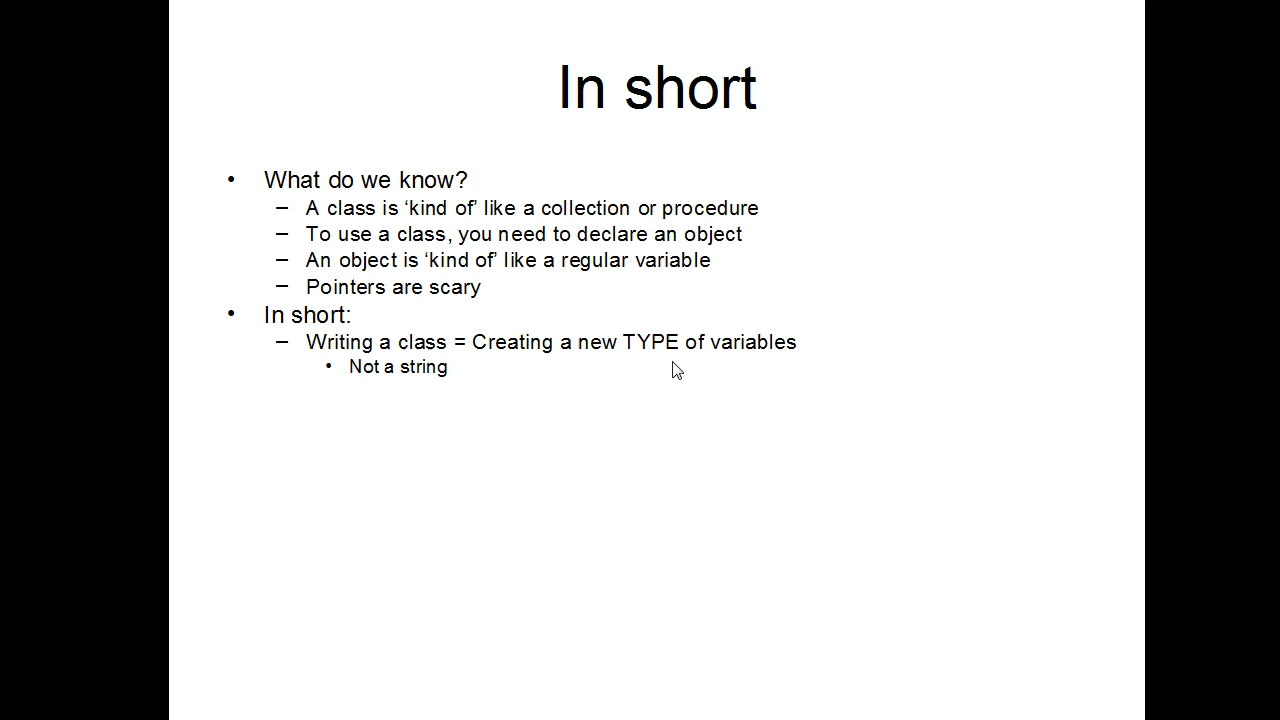 In short
• What do we know?
– A class is ‘kind of’ like a collection or procedure
– To use a class, you need to declare an object
– An object is ‘kind of’ like a regular variable
– Pointers are scary
• In short:
– Writing a class = Creating a new TYPE of variables
• Not a string